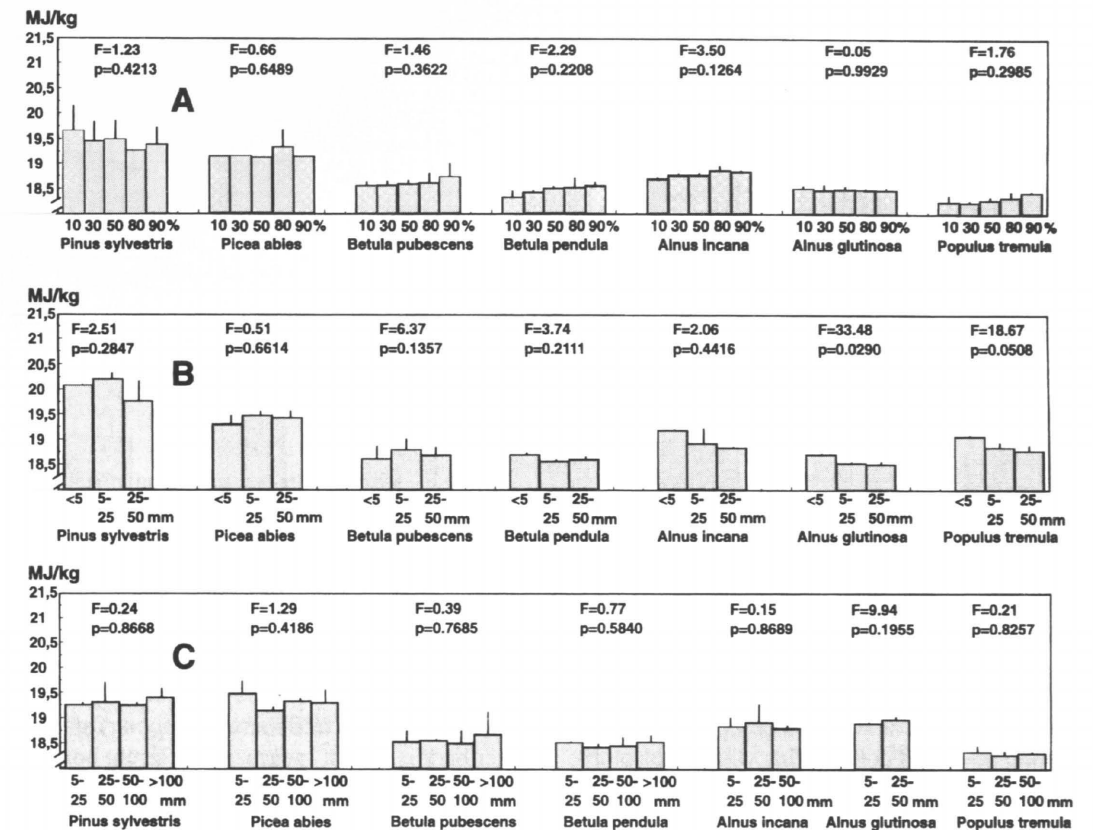 MJ/kg
21,5
21
20,5
20
19,5
19
18,5
F=1.23 F=0.66 F=1.46 F=2.29 F=3.50 F=0.05 F=1.76
p=0.4213 p=0.6489 p=0.3622 p=0.2208 p=0.1264 p=0.9929 p=0.2985
A
10 30 50 80 90% 10 30 50 80 90% 10 30 50 80 90% 10 30 50 80 90% 10 30 50 80 90% 10 30 50 80 90% 10 30 50 80 90%
Pinus sylvestris Picea abies Betula pubescens Betula pendula Alnus incana Alnus glutinosa Populus tremula
MJ/kg
21,5
21
20,5
20
19,5
19
18,5
F=2.51 F=0.51 F=6.37 F=3.74 F=2.06 F=33.48 F=18.67
p=0.2847 p=0.6614 p=0.1357 p=0.2111 p=0.4416 p=0.0290 p=0.0508
B
<5 5- 25- <5 5- 25- <5 5- 25- <5 5- 25- <5 5- 25- <5 5- 25- <5 5- 25-
25 50 mm 25 50 mm 25 50 mm 25 50 mm 25 50 mm 25 50 mm 25 50 mm
Pinus sylvestris Picea abies Betula pubescens Betula pendula Alnus incana Alnus glutinosa Populus tremula
MJ/kg
21,5
21
20,5
20
19,5
19
18,5
F=0.24 F=1.29 F=0.39 F=0.77 F=0.15 F=9.94 F=0.21
p=0.8668 p=0.4186 p=0.7685 p=0.5840 p=0.8689 p=0.1955 p=0.8257
C
5- 25- 50- >100 5- 25- 50- >100 5- 25- 50- >100 5- 25- 50- >100 5- 25- 50- 5- 25- 5- 25- 50-
25 50 100 mm 25 50 100 mm 25 50 100 mm 25 50 100 mm 25 50 100 mm 25 50 mm 25 50 100 mm
Pinus sylvestris Picea abies Betula pubescens Betula pendula Alnus incana Alnus glutinosa Populus tremula